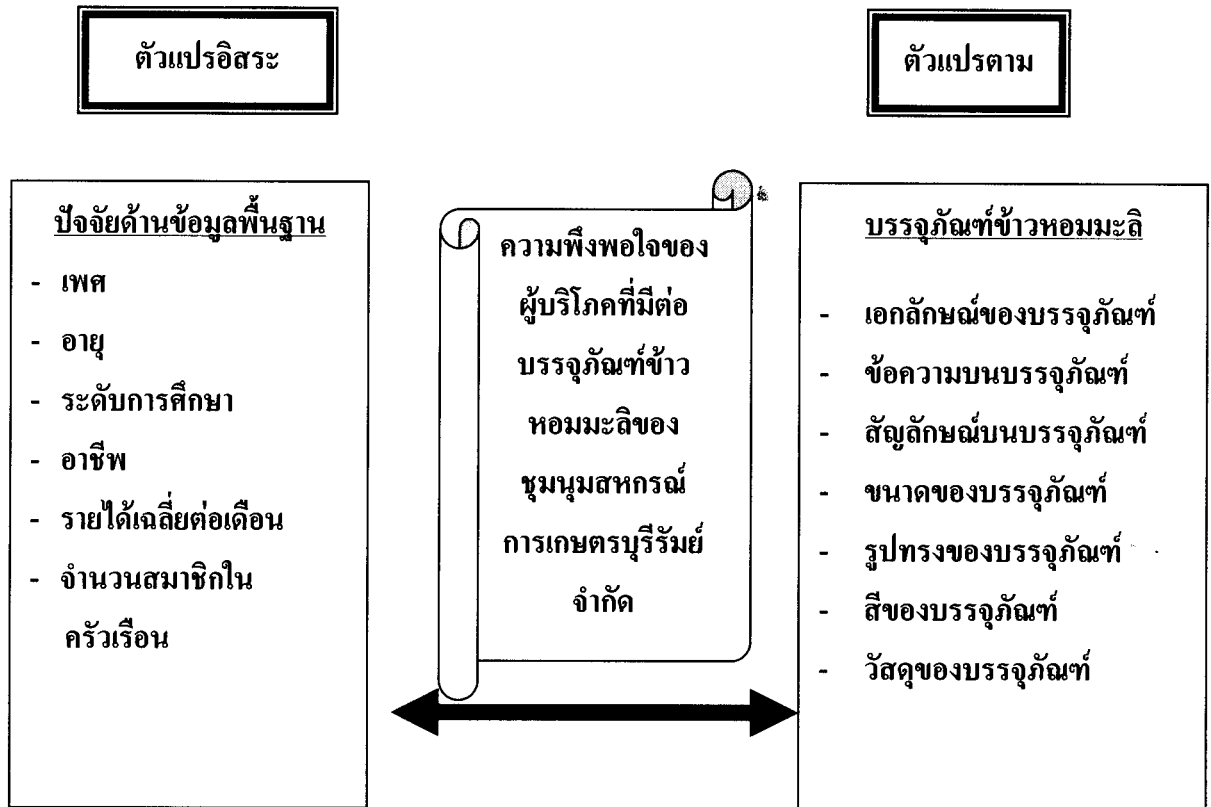 ตัวแปรอิสระ
ตัวแปรตาม
ปัจจัยด้านข้อมูลพื้นฐาน
- เพศ
- อายุ
- ระดับการศึกษา
- อาชีพ
- รายได้เฉลี่ยต่อเดือน
- จำนวนสมาชิกใน
ครัวเรือน
ความพึงพอใจของ
ผู้บริโภคที่มีต่อ
บรรจุภัณฑ์ข้าว
หอมมะลิของ
ชุมนุมสหกรณ์
การเกษตรบุรีรัมย์
จำกัด
บรรจุภัณฑ์ข้าวหอมมะลิ
- เอกลักษณ์ของบรรจุภัณฑ์
- ข้อความบนบรรจุภัณฑ์
- สัญลักษณ์บนบรรจุภัณฑ์
- ขนาดของบรรจุภัณฑ์
- รูปทรงของบรรจุภัณฑ์
- สีของบรรจุภัณฑ์
- วัสดุของบรรจุภัณฑ์